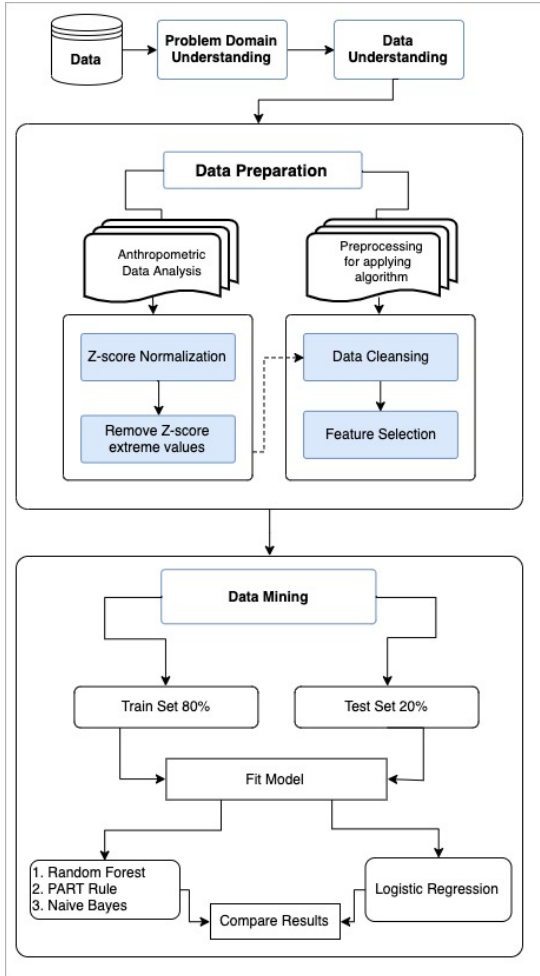 Data
Problem Domain
Understanding
Data
Understanding
Data Preparation
Anthropometric
Data Analysis
Preprocessing
for applying
algorithm
Z-score Normalization
Remove Z-score
extreme values
Data Cleansing
Feature Selection
Data Mining
Train Set 80%
Test Set 20%
Fit Model
1. Random Forest
2. PART Rule
3. Naive Bayes
Logistic Regression
Compare Results